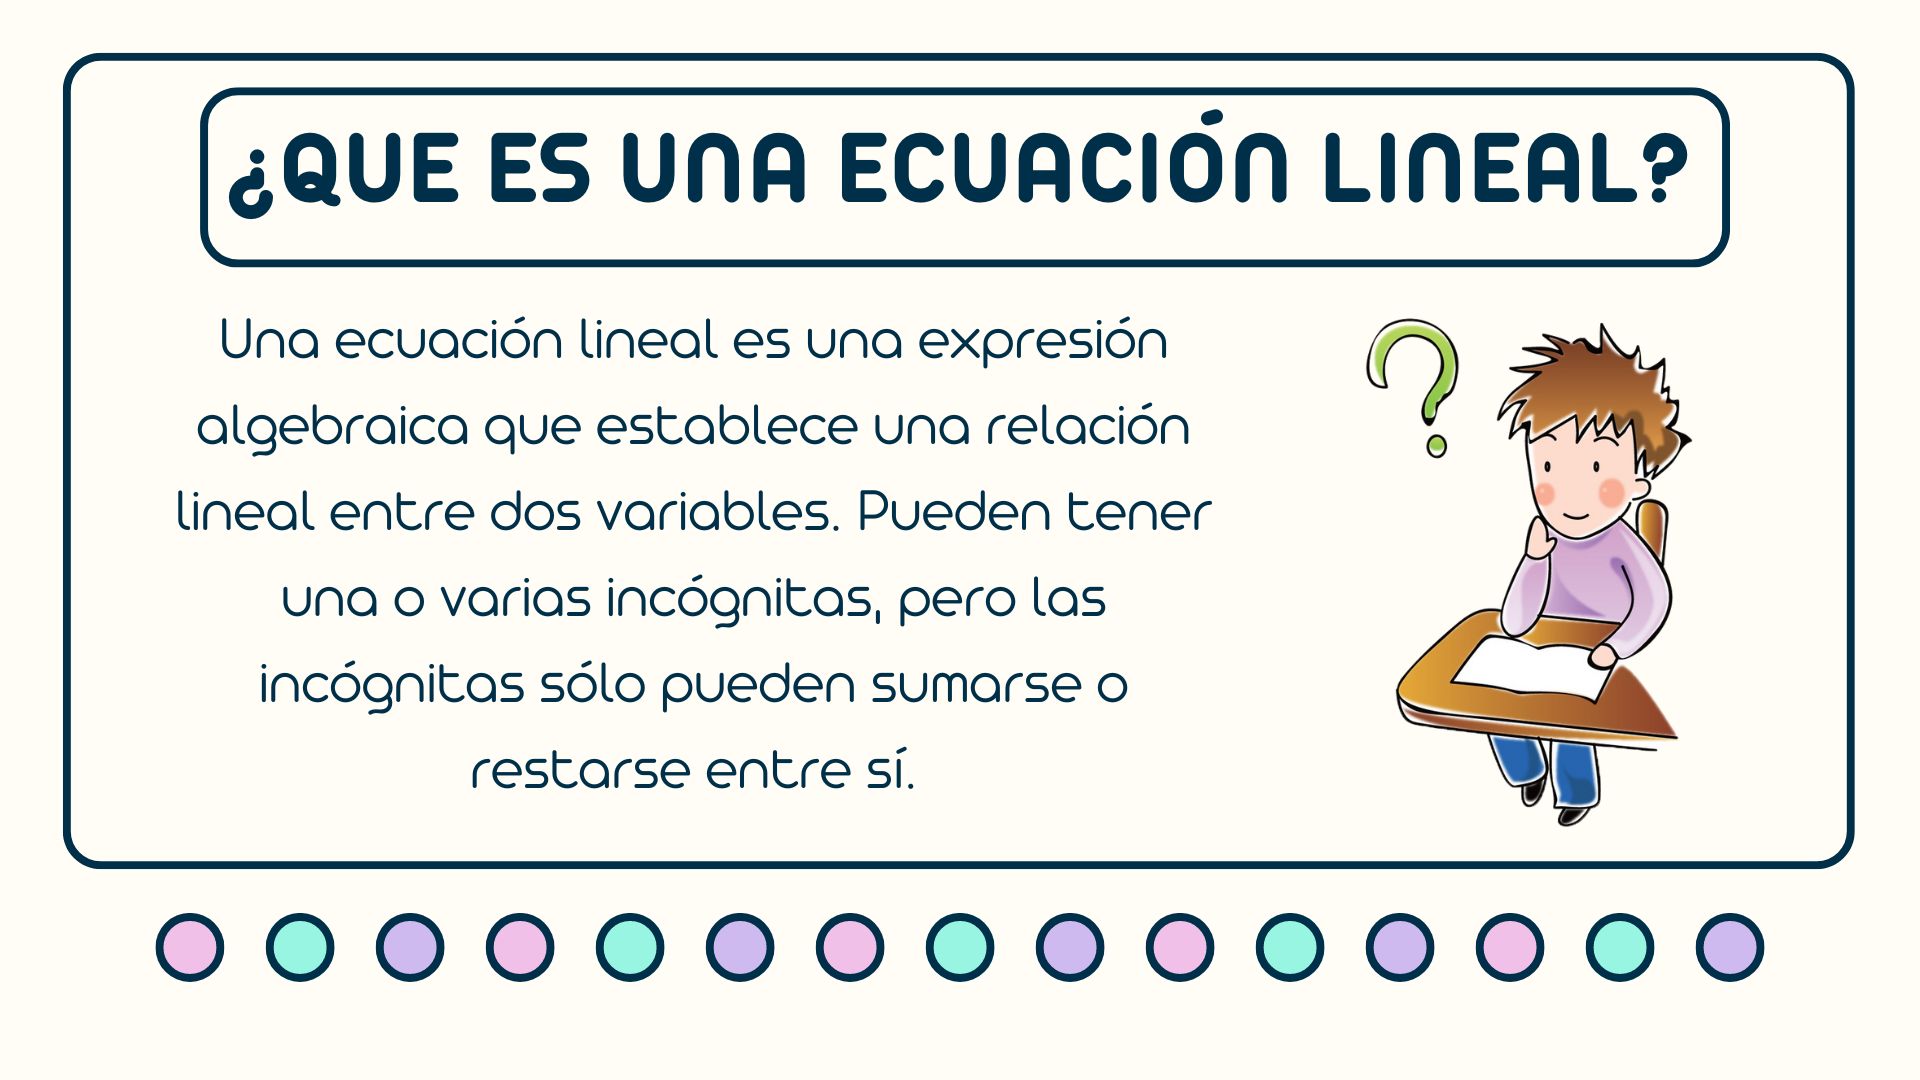 ¿QUE ES UNA ECUACIÓN LINEAL?
Una ecuación lineal es una expresión
algebraica que establece una relación
lineal entre dos variables. Pueden tener
una o varias incógnitas, pero las
incógnitas sólo pueden sumarse o
restarse entre sí.